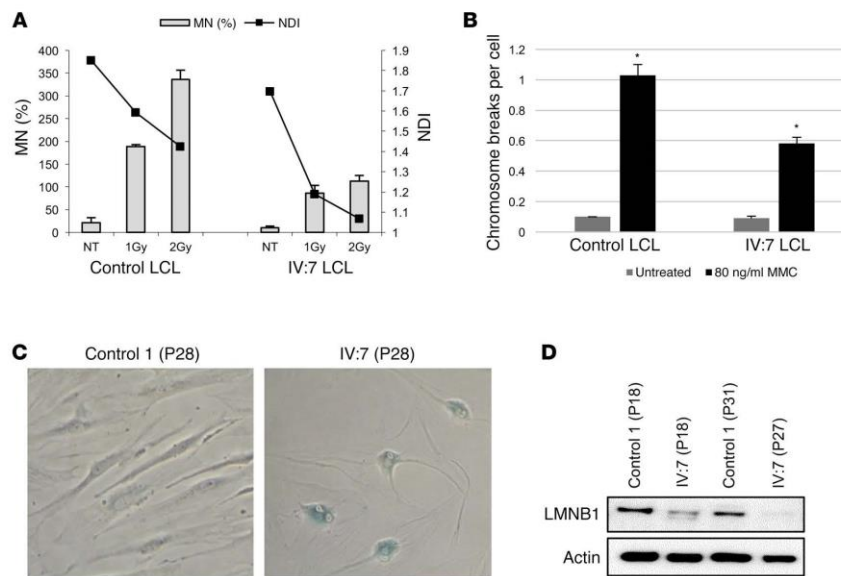 A
MN (%)
NDI
400
350
300
250
200
150
100
50
0
MN (%)
1.9
1.8
1.7
1.6
1.5
1.4
1.3
1.2
1.1
1
NDI
NT 1Gy 2Gy NT 1Gy 2Gy
Control LCL IV:7 LCL
B
Chromosome breaks per cell
1.2
1
0.8
0.6
0.4
0.2
0
* *
Control LCL IV:7 LCL
Untreated 80 ng/ml MMC
C
Control 1 (P28) IV:7 (P28)
D
Control 1 (P18)
IV:7 (P18)
Control 1 (P31)
IV:7 (P27)
LMNB1
Actin